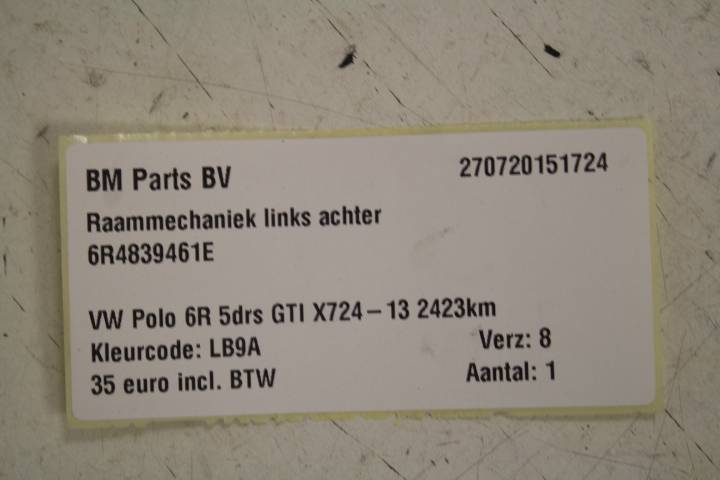 BM Parts BV 270720151724
Raammechaniek links achter
6R4839461E
VW Polo 6R 5drs GTI X724-13 2423km
Kleurcode: LB9A Verz: 8
35 euro incl. BTW Aantal: 1